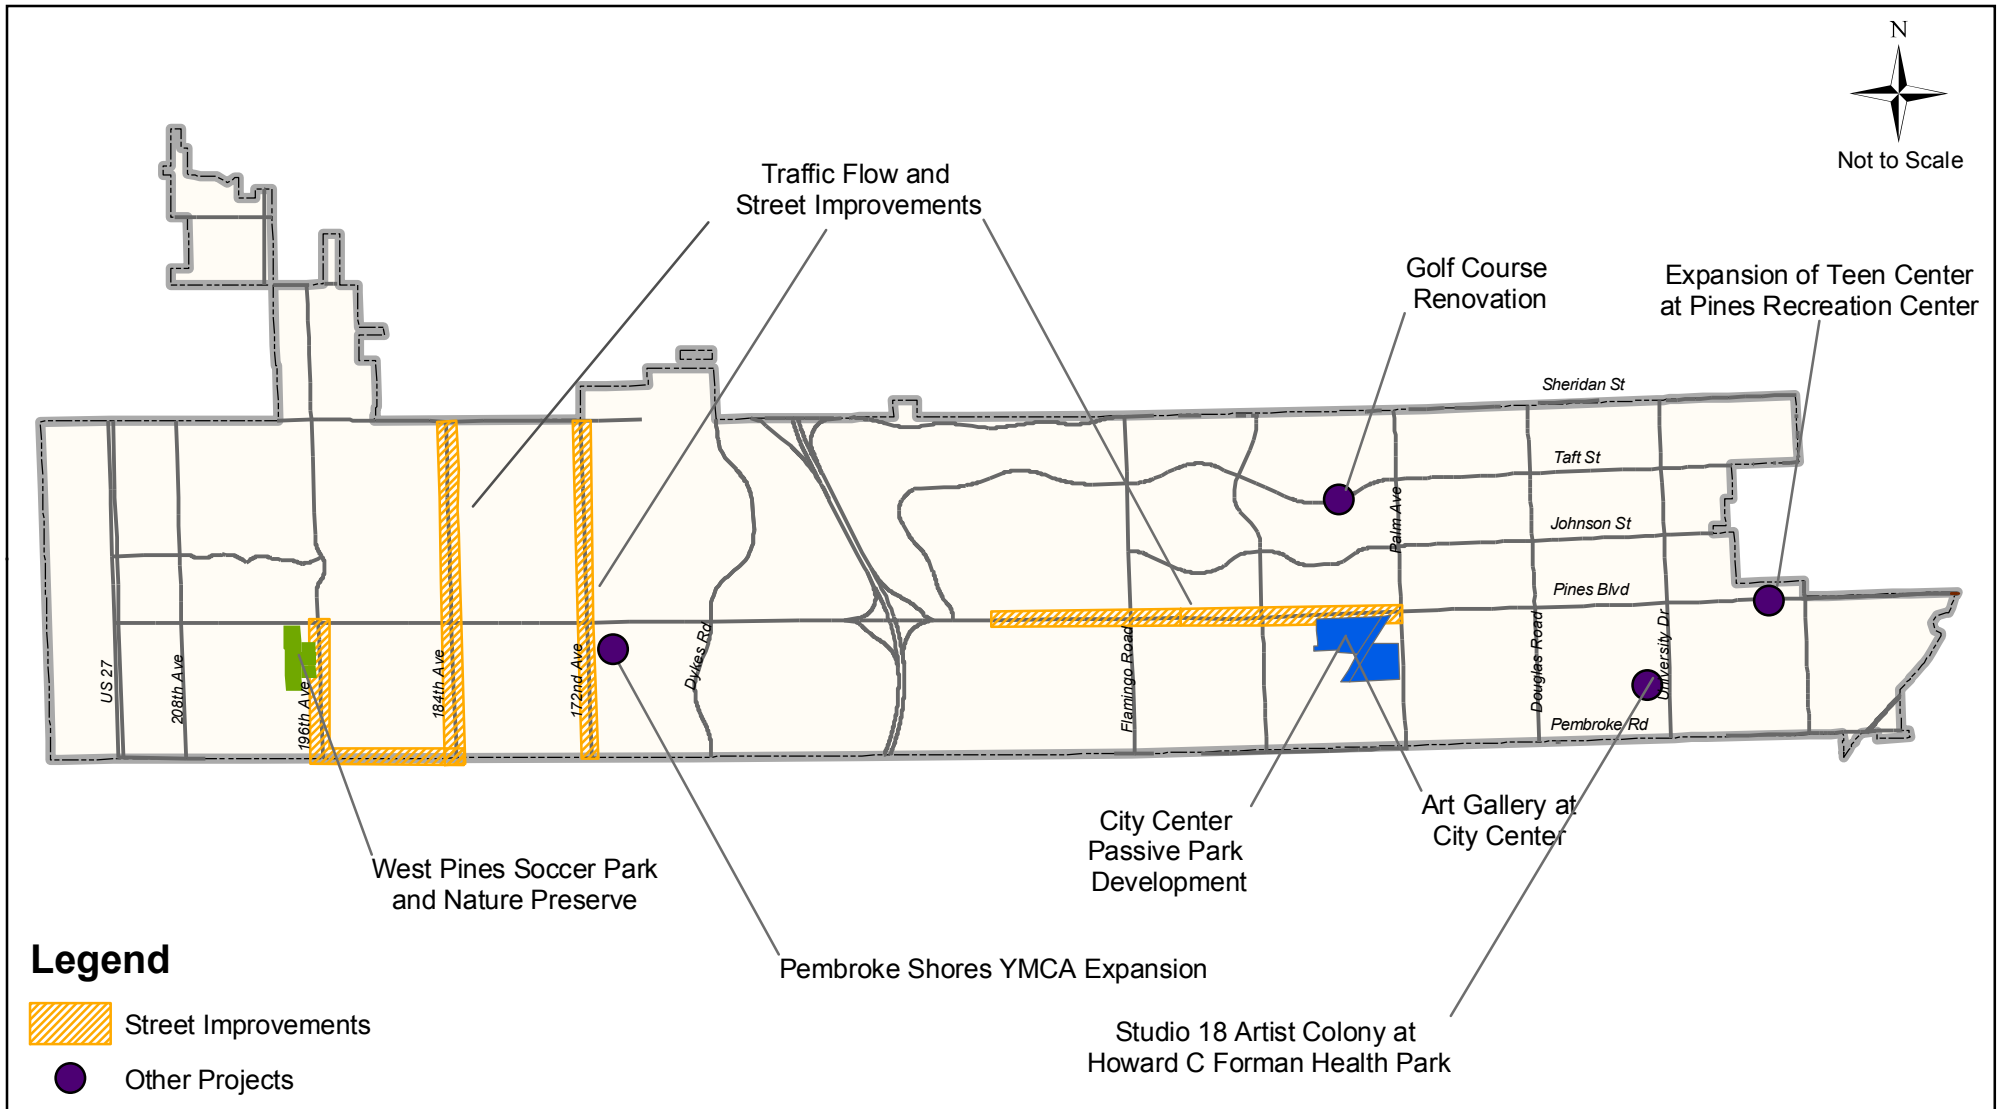 N
Not to Scale
Traffic Flow and
Street Improvements
Golf Course
Renovation
Expansion of Teen Center
at Pines Recreation Center
Sheridan St
Taft St
Johnson St
Pines Blvd
Pembroke Rd
US 27
208th Ave
196th Ave
184th Ave
172nd Ave
Dykes Rd
Flamingo Road
Palm Ave
Douglas Road
University Dr
West Pines Soccer Park
and Nature Preserve
Pembroke Shores YMCA Expansion
City Center
Passive Park
Development
Art Gallery at
City Center
Studio 18 Artist Colony at
Howard C Forman Health Park
Legend
Street Improvements
Other Projects